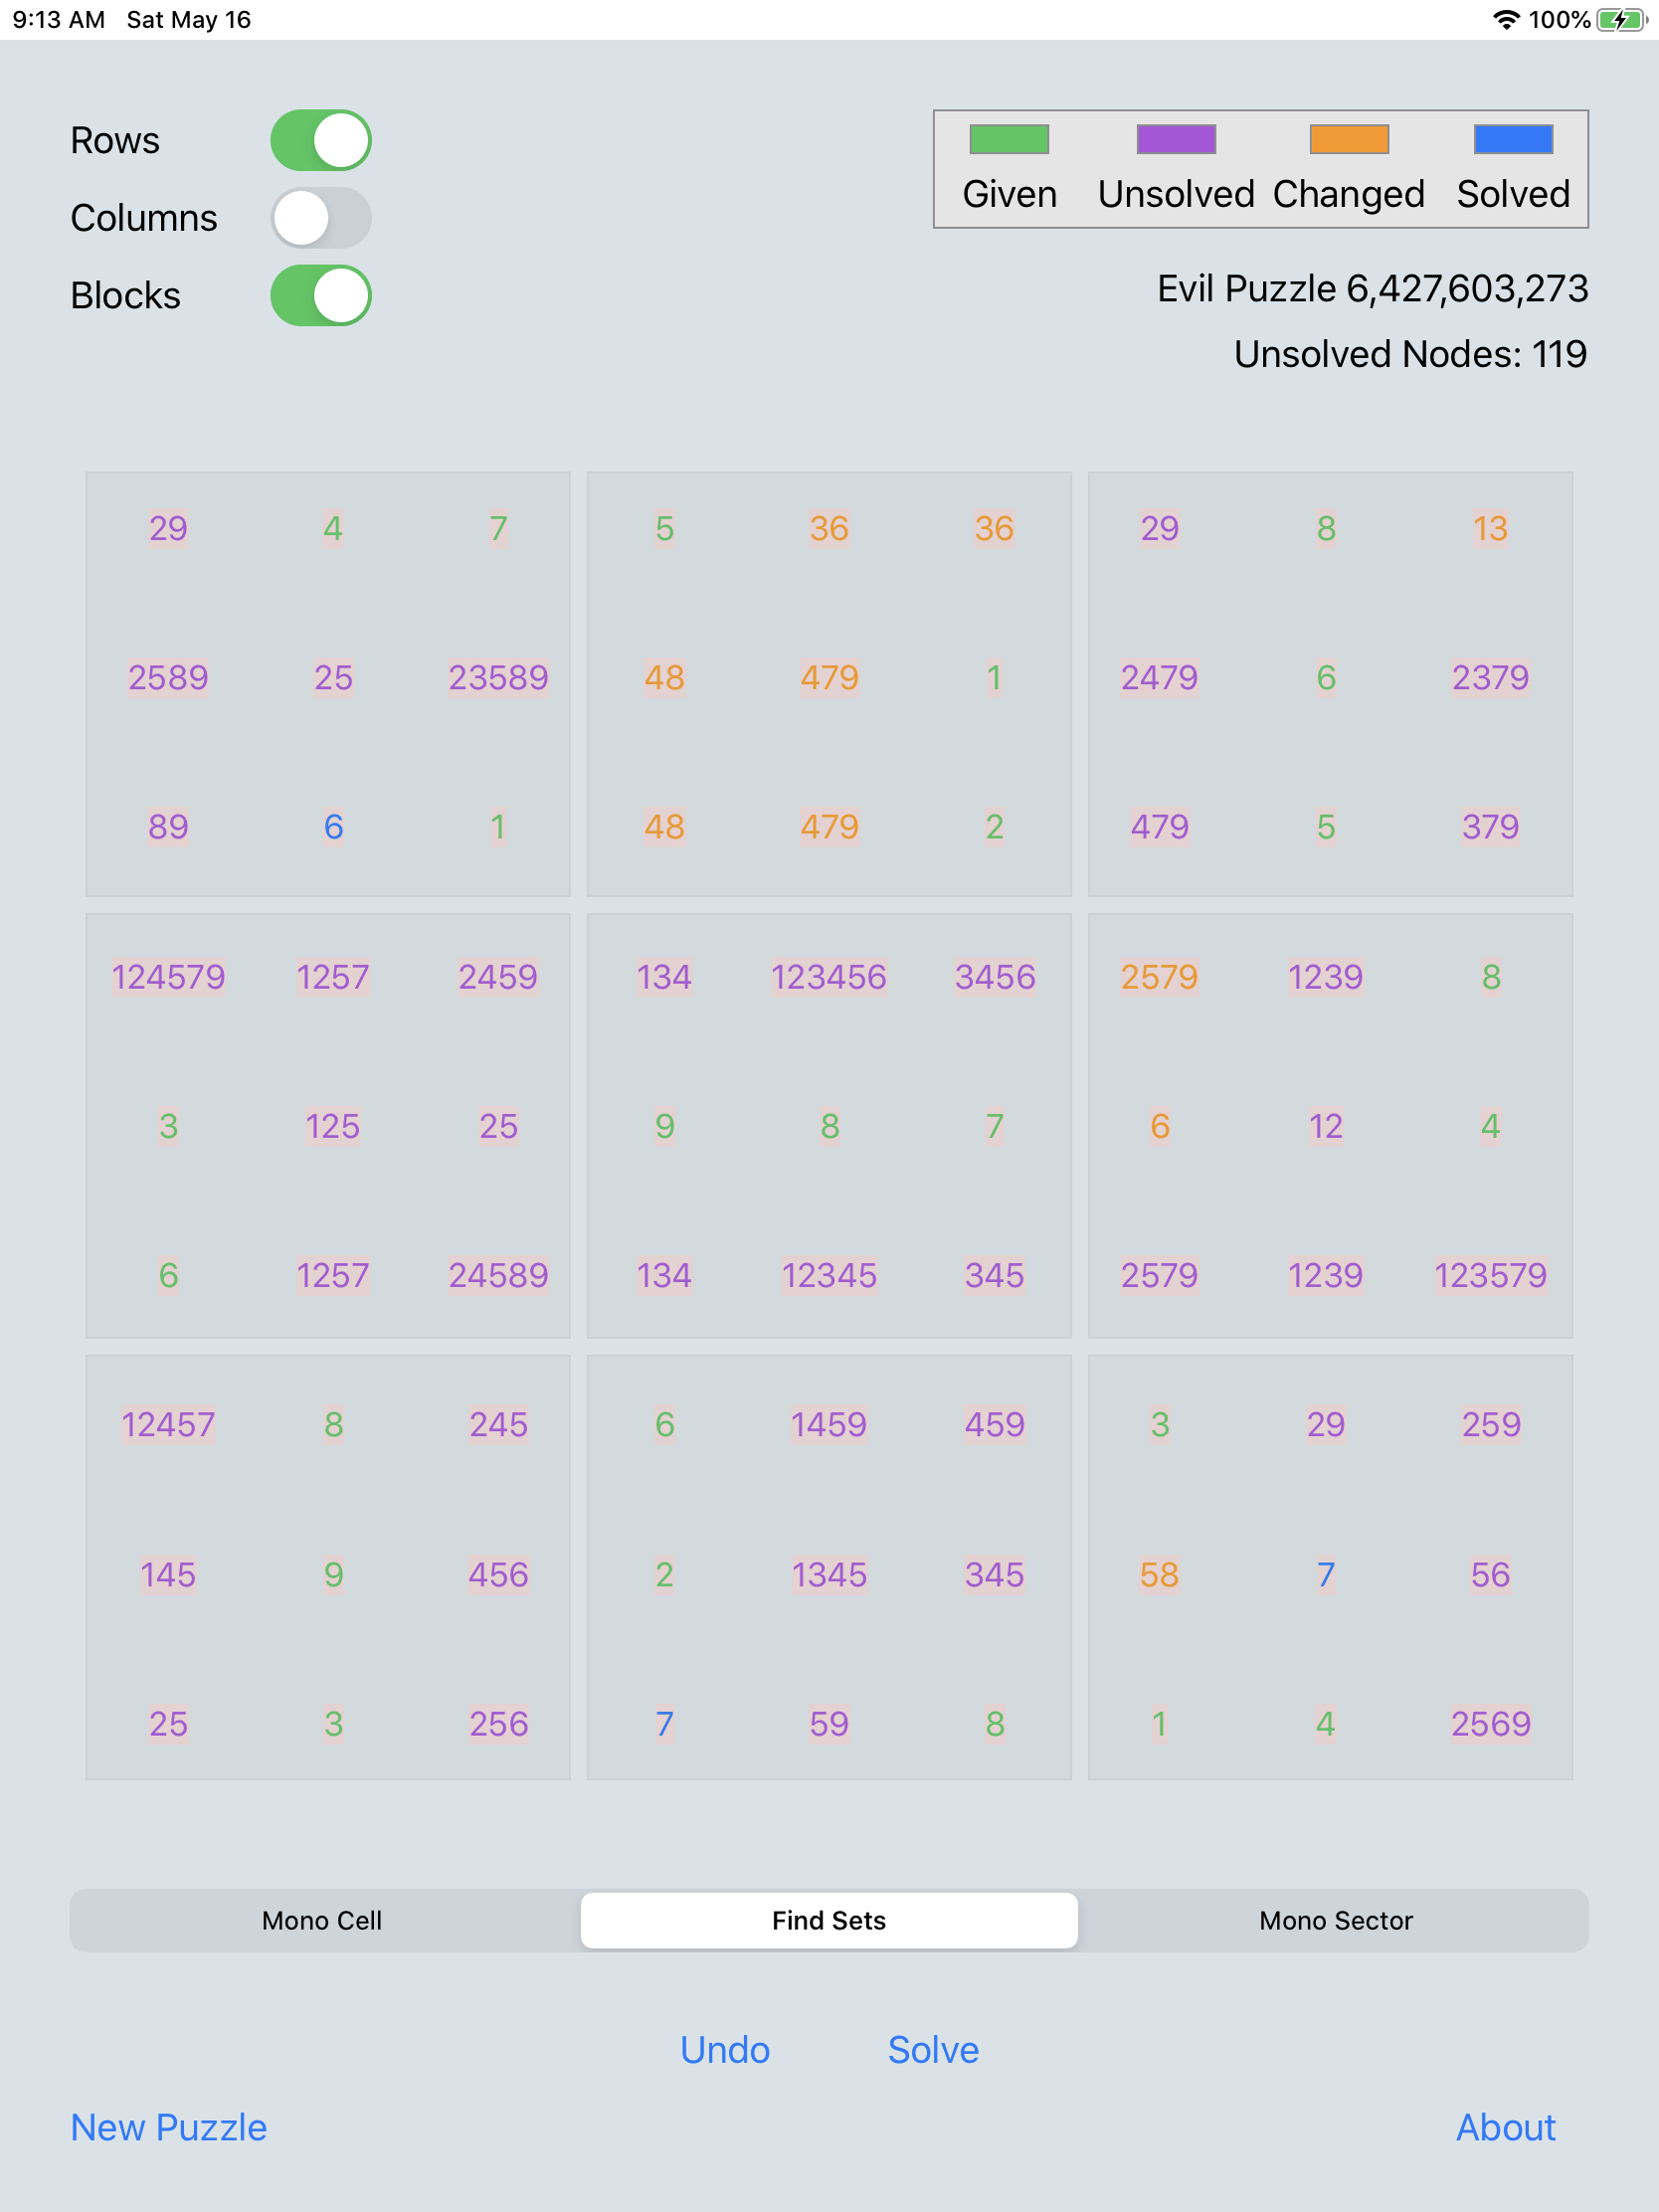 9:13 AM Sat May 16 100%
Rows
Columns
Blocks
Given Unsolved Changed Solved
Evil Puzzle 6,427,603,273
Unsolved Nodes: 119
29 4 7 5 36 36 29 8 13
2589 25 23589 48 479 1 2479 6 2379
89 6 1 48 479 2 479 5 379
124579 1257 2459 134 123456 3456 2579 1239 8
3 125 25 9 8 7 6 12 4
6 1257 24589 134 12345 345 2579 1239 123579
12457 8 245 6 1459 459 3 29 259
145 9 456 2 1345 345 58 7 56
25 3 256 7 59 8 1 4 2569
Mono Cell Find Sets Mono Sector
Undo Solve
New Puzzle About